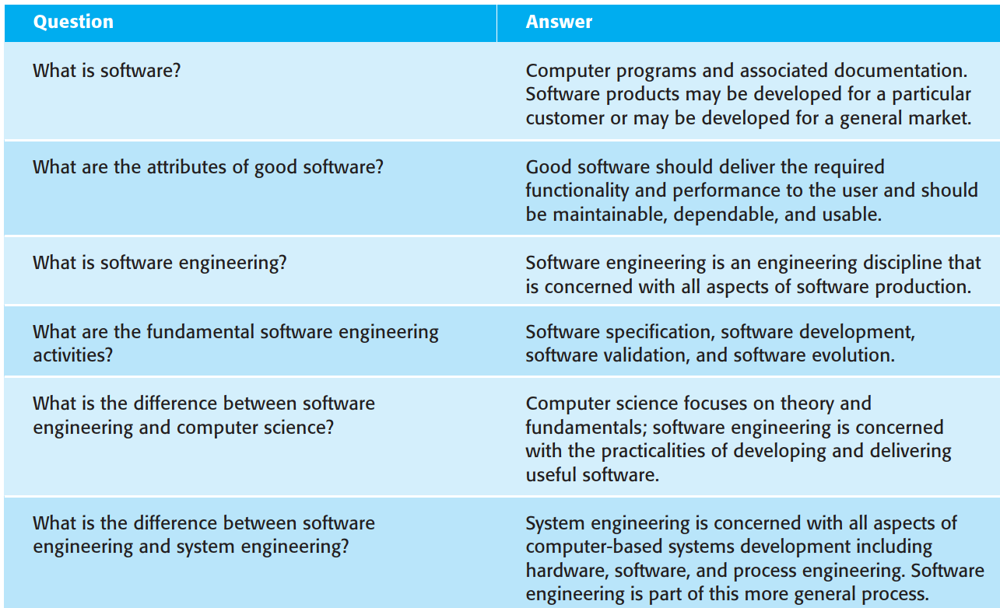 Question
Answer
What is software?
Computer programs and associated documentation.
Software products may be developed for a particular
customer or may be developed for a general market.
What are the attributes of good software?
Good software should deliver the required
functionality and performance to the user and should
be maintainable, dependable, and usable.
What is software engineering?
Software engineering is an engineering discipline that
is concerned with all aspects of software production.
What are the fundamental software engineering
activities?
Software specification, software development,
software validation, and software evolution.
What is the difference between software
engineering and computer science?
Computer science focuses on theory and
fundamentals; software engineering is concerned
with the practicalities of developing and delivering
useful software.
What is the difference between software
engineering and system engineering?
System engineering is concerned with all aspects of
computer-based systems development including
hardware, software, and process engineering. Software
engineering is part of this more general process.